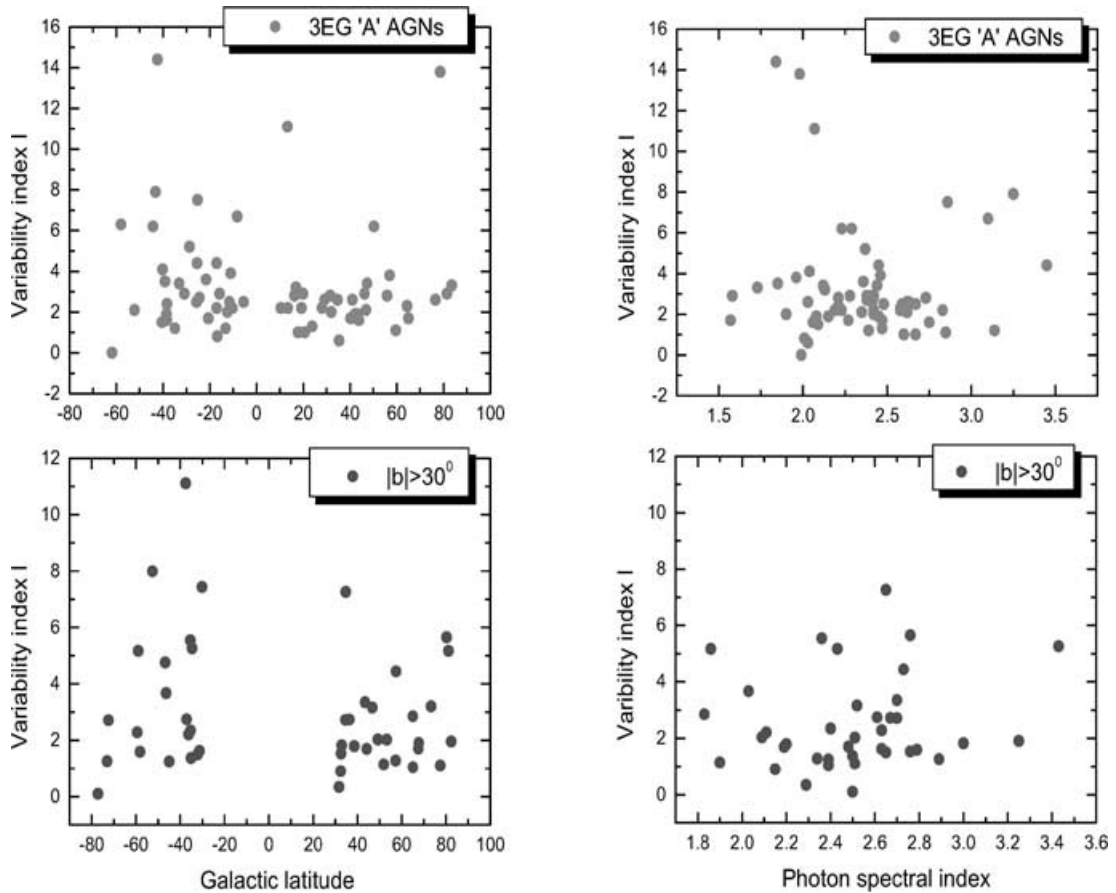 3EG 'A' AGNs
Variability index I
16
14
12
10
8
6
4
2
0
-2
-80 -60 -40 -20 0 20 40 60 80 100
3EG 'A' AGNs
Variabiliry index I
16
14
12
10
8
6
4
2
0
-2
1.5 2.0 2.5 3.0 3.5
|b|>30⁰
Variability index I
12
10
8
6
4
2
0
-80 -60 -40 -20 0 20 40 60 80 100
Galactic latitude
|b|>30⁰
Varibility index I
12
10
8
6
4
2
0
1.8 2.0 2.2 2.4 2.6 2.8 3.0 3.2 3.4 3.6
Photon spectral index